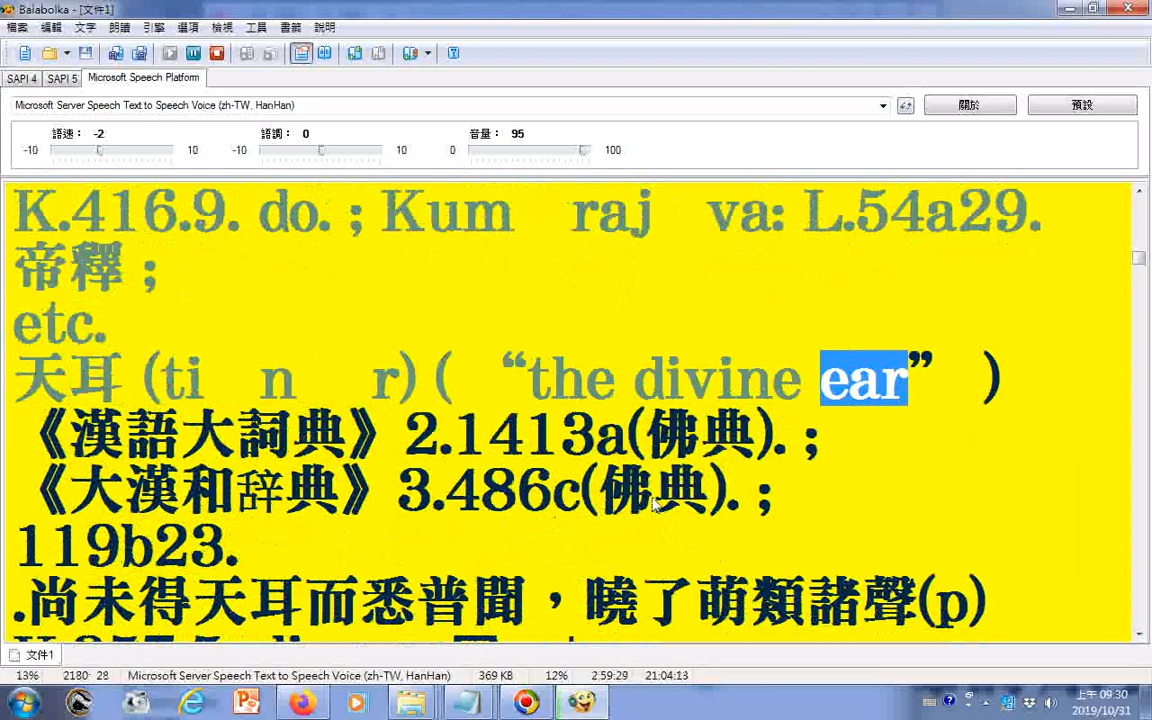 Balabolka - [文件1]
檔案 編輯 文字 朗讀 引擎 選項 檢視 工具 書籤 說明
SAPI 4 SAPI 5 Microsoft Speech Platform
Microsoft Server Speech Text to Speech Voice (zh-TW, HanHan) 關於 預設
語速： -2 語調： 0 音量： 95
-10 10 -10 10 0 100
K.416.9. do. ; Kum raj va: L.54a29.
帝釋 ;
etc.
天耳 (ti n r) ( “the divine ear” )
《漢語大詞典》 2.1413a(佛典). ;
《大漢和辞典》 3.486c(佛典). ;
119b23.
.尚未得天耳而悉普聞，曉了萌類諸聲(p)
文件1
13% 2180: 28 Microsoft Server Speech Text to Speech Voice (zh-TW, HanHan) 369 KB 12% 2:59:29 21:04:13
上午 09:30
2019/10/31